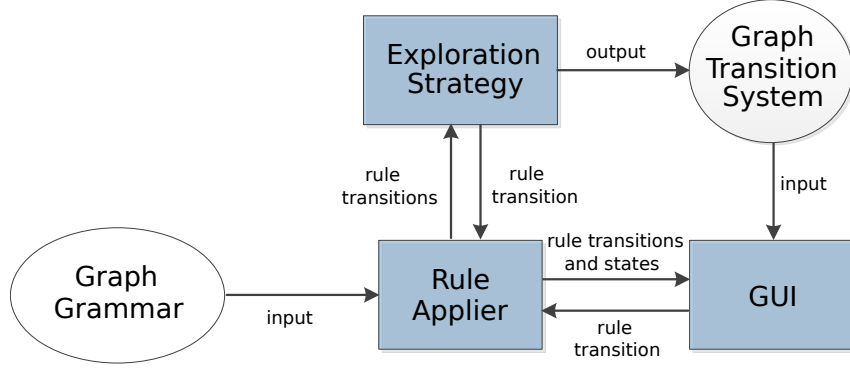 Exploration
Strategy
output
Graph
Transition
System
rule
transitions
rule
transition
input
Graph
Grammar
input
Rule
Applier
rule transitions
and states
rule
transition
GUI